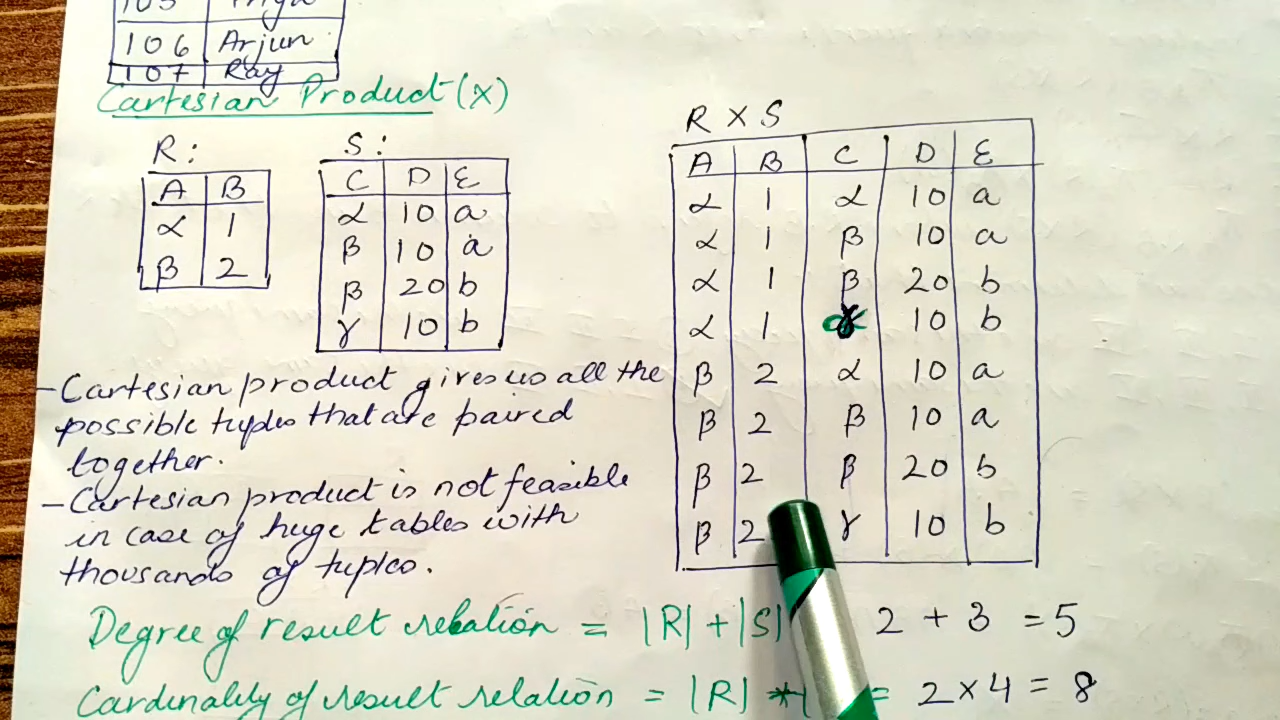 106 Arjun
107 Ray
Cartesian Product (X)
R:
A B
α 1
β 2
S:
C D E
α 10 a
β 10 a
β 20 b
γ 10 b
R X S
A B C D E
α 1 α 10 a
α 1 β 10 a
α 1 β 20 b
α 1 γ 10 b
β 2 α 10 a
β 2 β 10 a
β 2 β 20 b
β 2 γ 10 b
- Cartesian product gives us all the
possible tuples that are paired
together.
- Cartesian product is not feasible
in case of huge tables with
thousands of tuples.
Degree of result relation = |R| + |S| 2 + 3 = 5
Cardinality of result relation = |R| * | = 2 x 4 = 8